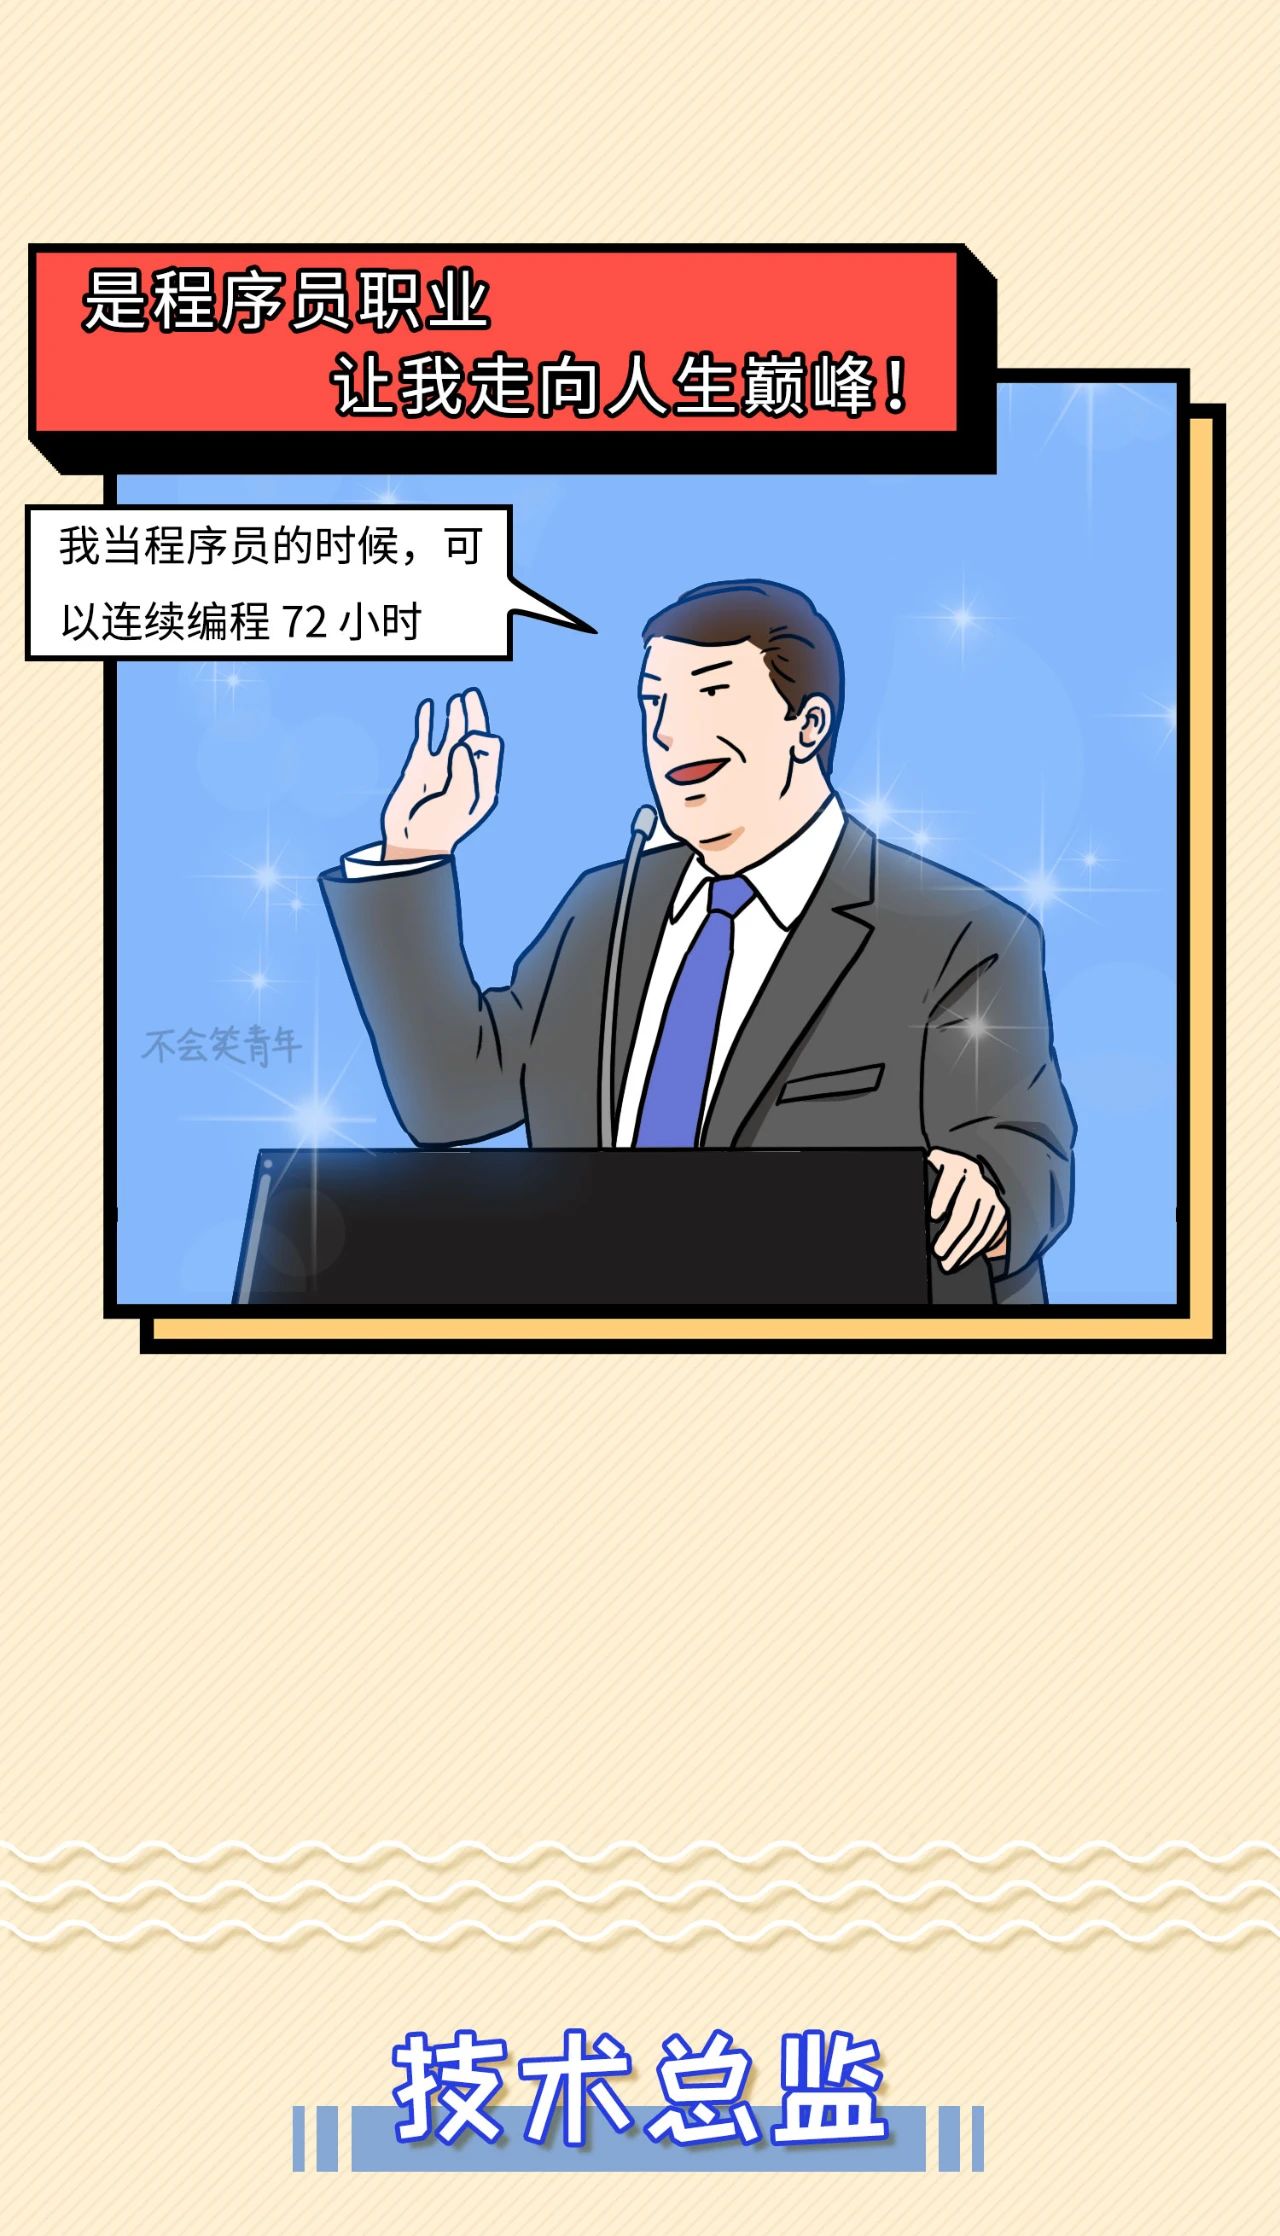 是程序员职业
让我走向人生巅峰！
我当程序员的时候，可
以连续编程 72 小时
不会笑青年
技术总监